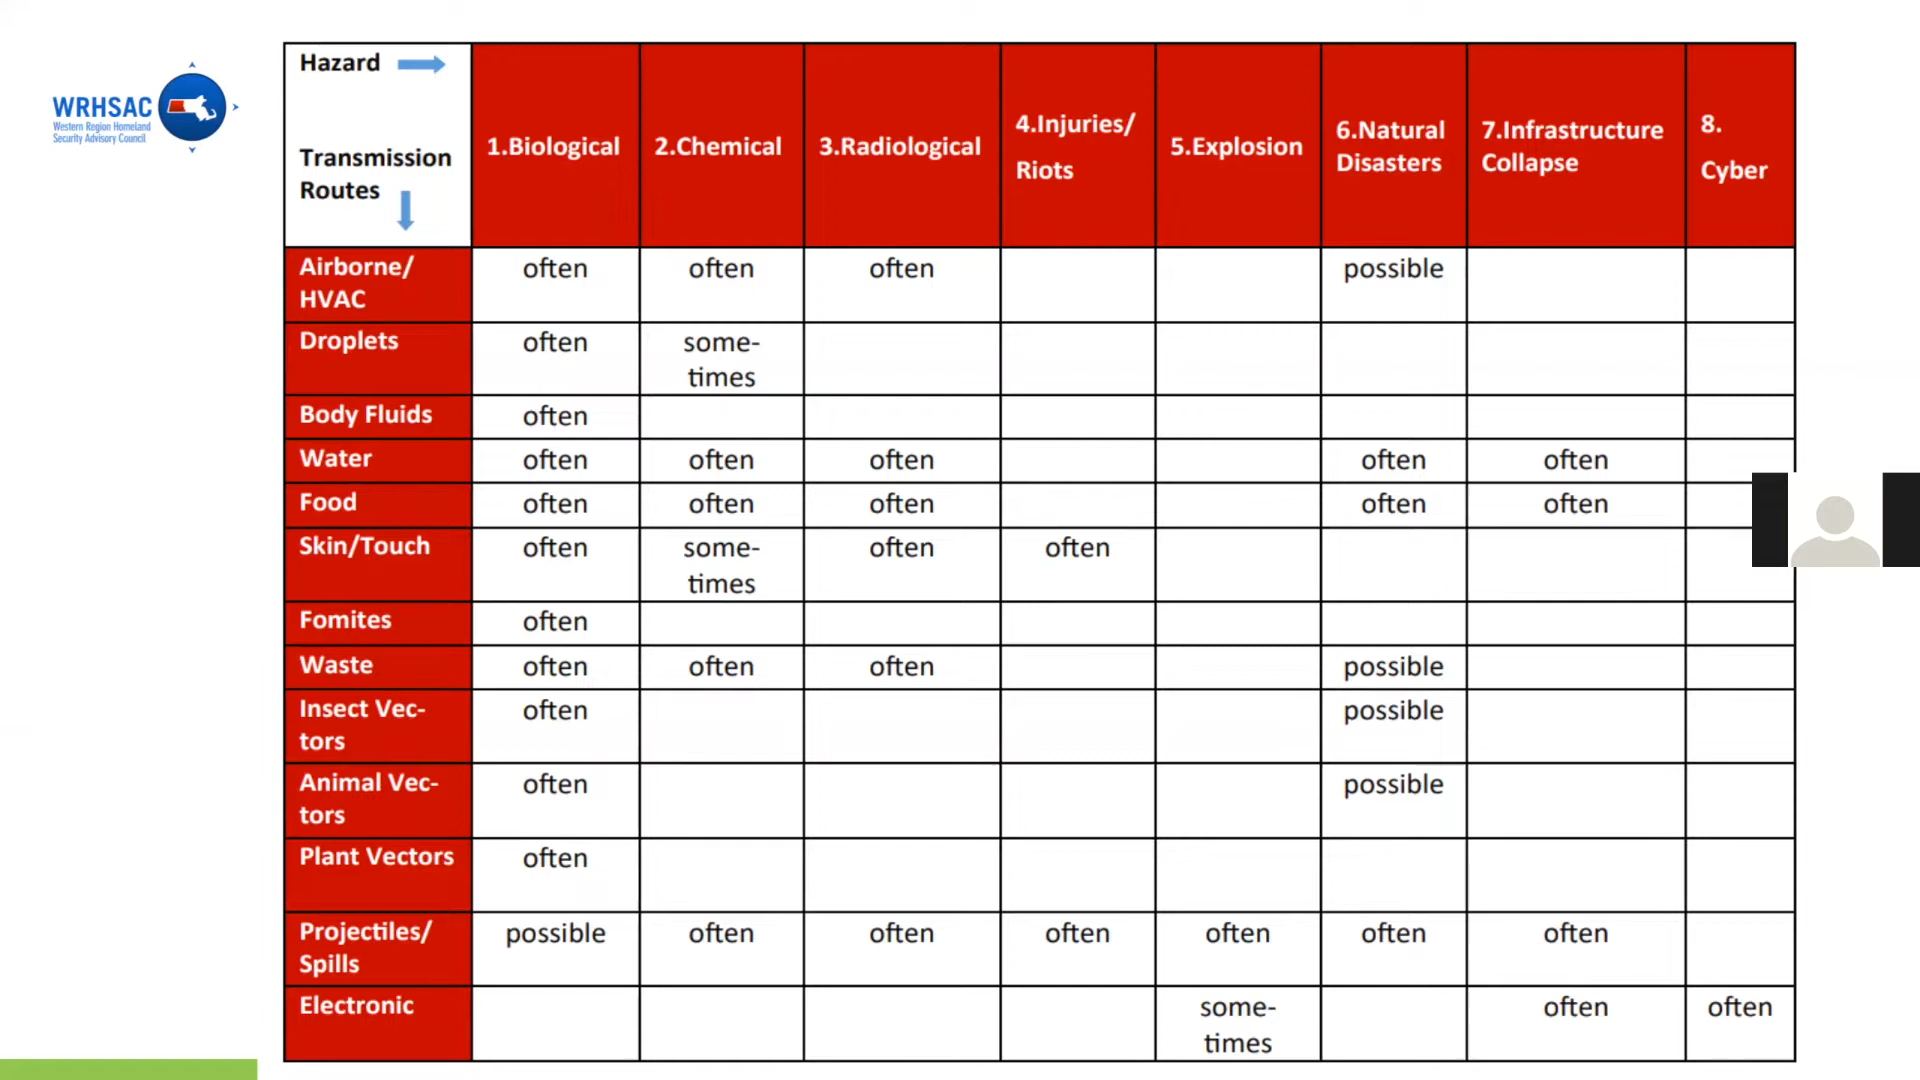 WRHSAC
Western Region Homeland
Security Advisory Council
Hazard
Transmission
Routes
1.Biological
2.Chemical
3.Radiological
4.Injuries/
Riots
5.Explosion
6.Natural
Disasters
7.Infrastructure
Collapse
8.
Cyber
Airborne/
HVAC
often
often
often
possible
Droplets
often
some-
times
Body Fluids
often
Water
often
often
often
often
often
Food
often
often
often
often
often
Skin/Touch
often
some-
times
often
often
Fomites
often
Waste
often
often
often
possible
Insect Vec-
tors
often
possible
Animal Vec-
tors
often
possible
Plant Vectors
often
Projectiles/
Spills
possible
often
often
often
often
often
often
Electronic
some-
times
often
often